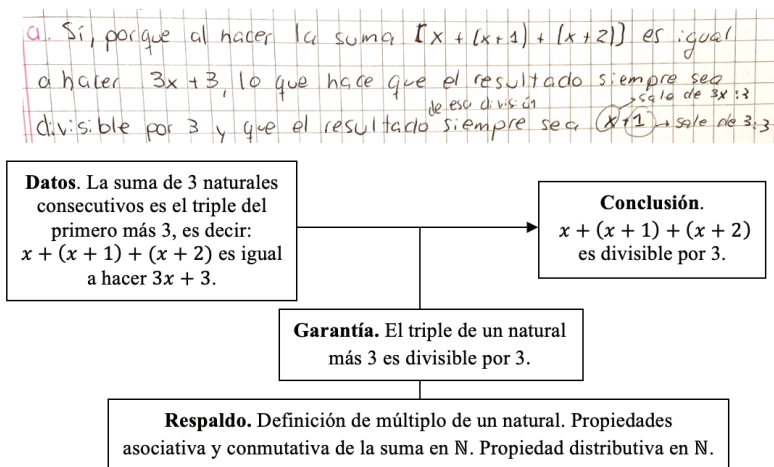 a. Sí, porque al hacer la suma [x + (x+1) + (x+2)] es igual
a hacer 3x + 3, lo que hace que el resultado siempre sea
divisible por 3 y que el resultado de esa división siempre sea (x+1)
sale de 3x:3
sale de 3:3
Datos. La suma de 3 naturales
consecutivos es el triple del
primero más 3, es decir:
x + (x + 1) + (x + 2) es igual
a hacer 3x + 3.
Conclusión.
x + (x + 1) + (x + 2)
es divisible por 3.
Garantía. El triple de un natural
más 3 es divisible por 3.
Respaldo. Definición de múltiplo de un natural. Propiedades
asociativa y conmutativa de la suma en ℕ. Propiedad distributiva en ℕ.